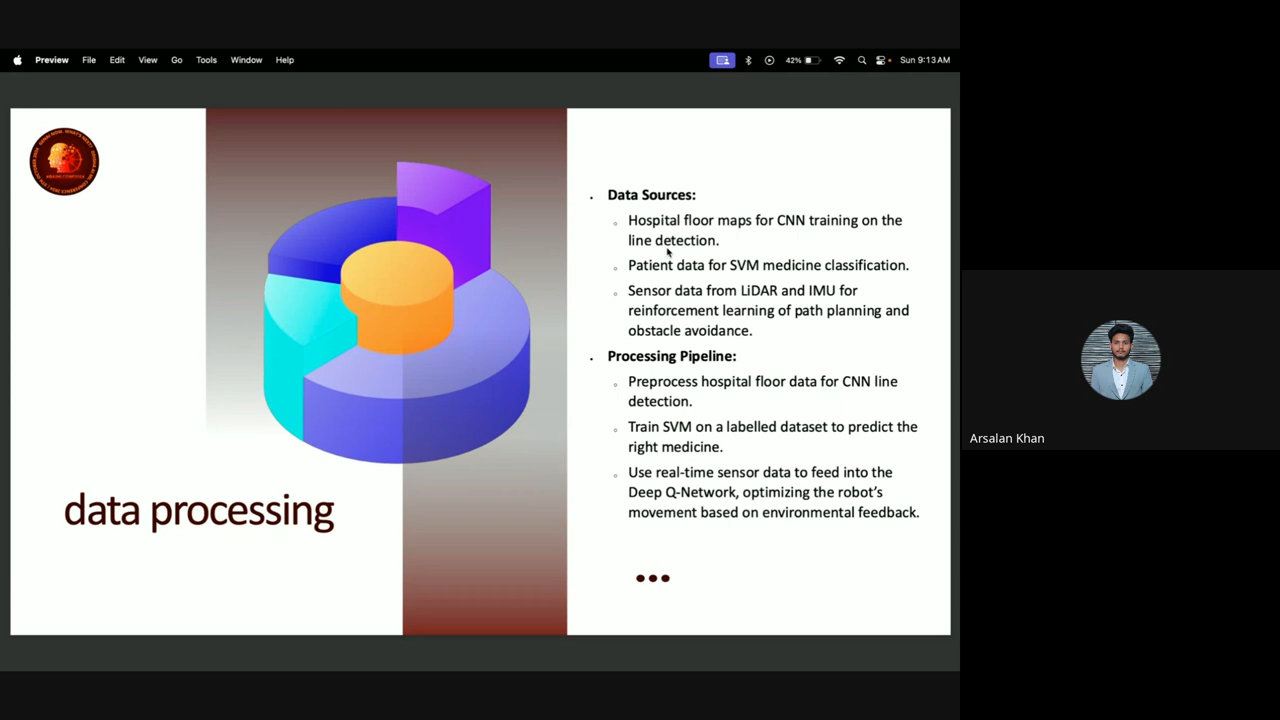 Preview File Edit View Go Tools Window Help 42% Sun 9:13 AM
data processing
Data Sources:
Hospital floor maps for CNN training on the
line detection.
Patient data for SVM medicine classification.
Sensor data from LiDAR and IMU for
reinforcement learning of path planning and
obstacle avoidance.
Processing Pipeline:
Preprocess hospital floor data for CNN line
detection.
Train SVM on a labelled dataset to predict the
right medicine.
Use real-time sensor data to feed into the
Deep Q-Network, optimizing the robot’s
movement based on environmental feedback.
Arsalan Khan